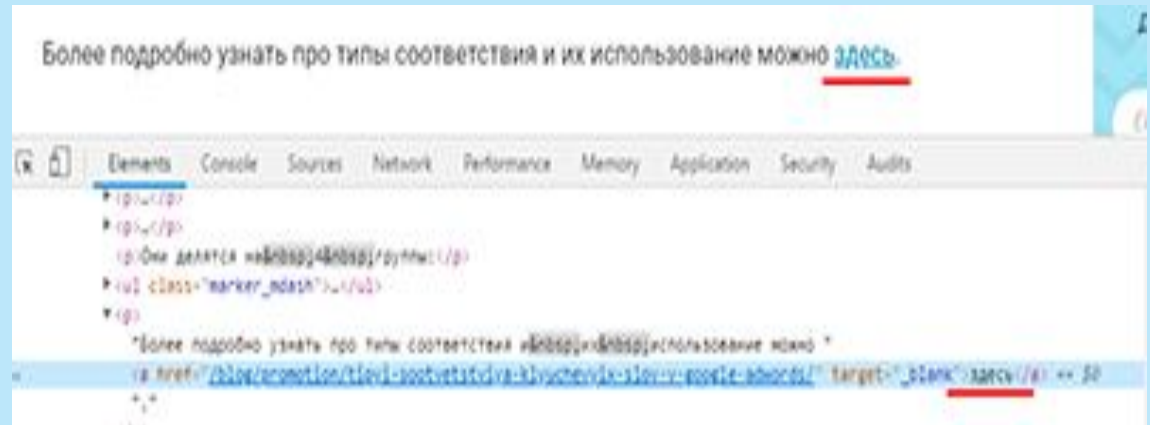 Более подробно узнать про типы соответствия и их использование можно здесь.
Elements Console Sources Network Performance Memory Application Security Audits
<p>…</p>
<p>…</p>
<p>Они делятся на&nbsp;4&nbsp;группы:</p>
<ul class="marker_mdash">…</ul>
<p>
"Более подробно узнать про типы соответствия и&nbsp;их&nbsp;использование можно "
<a href="/blog/promotion/tipyi-sootvetstviya-klyuchevyix-slov-v-google-adwords/" target="_blank">здесь</a> == $0
"."